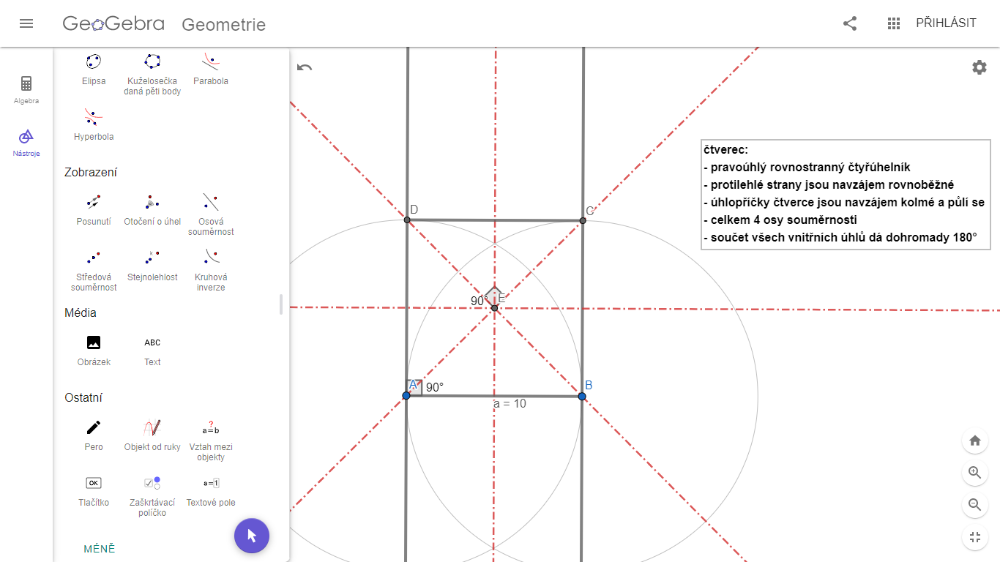 GeoGebra Geometrie
PŘIHLÁSIT
Algebra
Nástroje
Elipsa
Kuželosečka
daná pěti body
Parabola
Hyperbola
Zobrazení
Posunutí
Otočení o úhel
Osová
souměrnost
Středová
souměrnost
Stejnolehlost
Kruhová
inverze
Média
Obrázek
ABC
Text
Ostatní
Pero
Objekt od ruky
?
a=b
Vztah mezi
objekty
OK
Tlačítko
Zaškrtávací
políčko
a=1
Textové pole
MÉNĚ
D
C
90°
E
A
90°
B
a = 10
čtverec:
- pravoúhlý rovnostranný čtyřúhelník
- protilehlé strany jsou navzájem rovnoběžné
- úhlopříčky čtverce jsou navzájem kolmé a půlí se
- celkem 4 osy souměrnosti
- součet všech vnitřních úhlů dá dohromady 180°